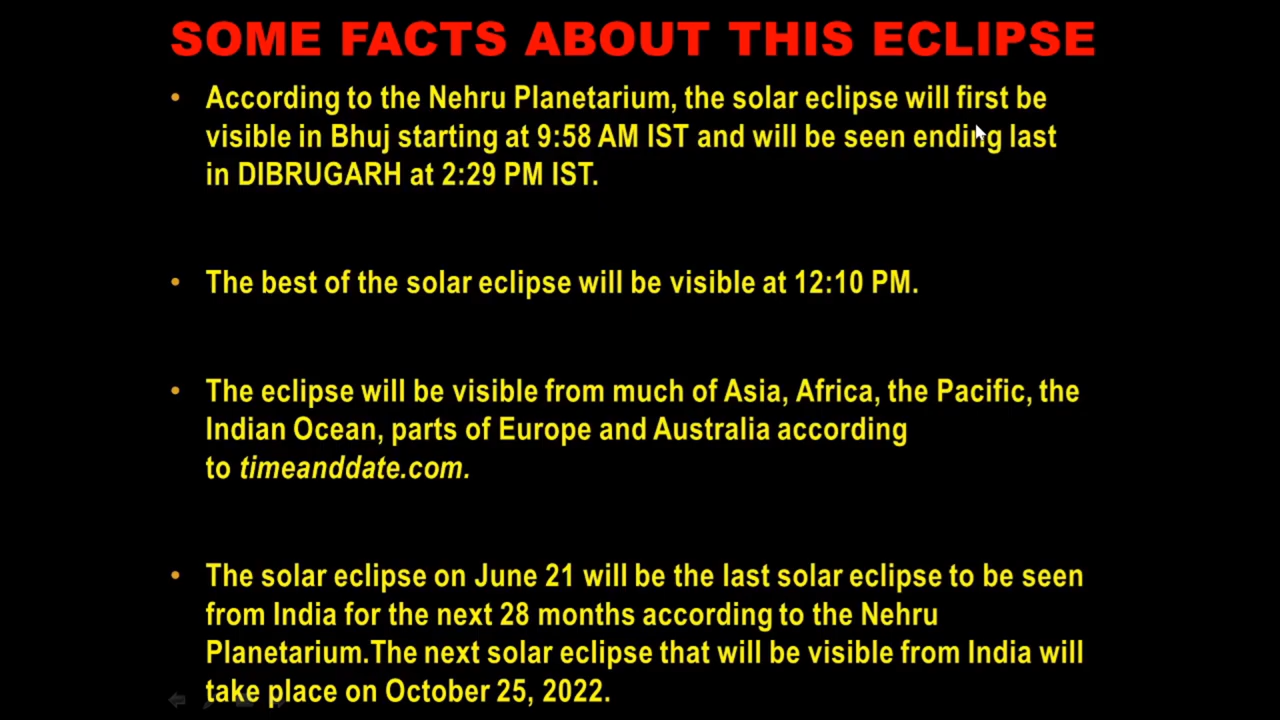 SOME FACTS ABOUT THIS ECLIPSE
• According to the Nehru Planetarium, the solar eclipse will first be
visible in Bhuj starting at 9:58 AM IST and will be seen ending last
in DIBRUGARH at 2:29 PM IST.
• The best of the solar eclipse will be visible at 12:10 PM.
• The eclipse will be visible from much of Asia, Africa, the Pacific, the
Indian Ocean, parts of Europe and Australia according
to timeanddate.com.
• The solar eclipse on June 21 will be the last solar eclipse to be seen
from India for the next 28 months according to the Nehru
Planetarium.The next solar eclipse that will be visible from India will
take place on October 25, 2022.